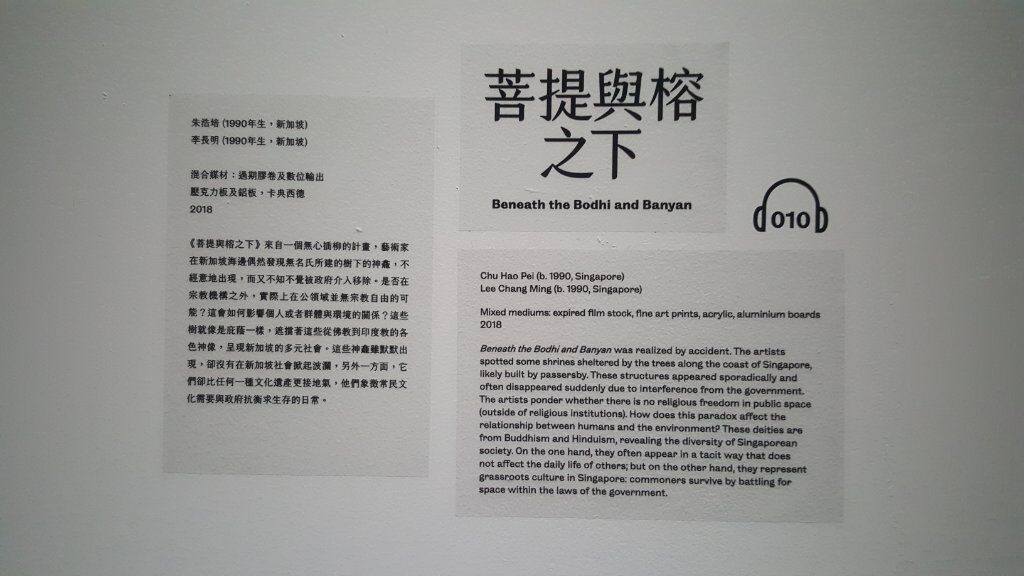 朱浩培 (1990年生，新加坡)
李長明 (1990年生，新加坡)
混合媒材：過期膠卷及數位輸出
壓克力板及鋁板，卡典西德
2018
《菩提與榕之下》來自一個無心插柳的計畫，藝術家
在新加坡海邊偶然發現無名氏所建的樹下的神龕，不
經意地出現，而又不知不覺被政府介入移除。是否在
宗教機構之外，實際上在公領域並無宗教自由的可
能？這會如何影響個人或者群體與環境的關係？這些
樹就像是庇蔭一樣，遮擋著這些從佛教到印度教的各
色神像，呈現新加坡的多元社會。這些神龕雖默默出
現，卻沒有在新加坡社會掀起波瀾，另外一方面，它
們卻比任何一種文化遺產更接地氣，他們象徵常民文
化需要與政府抗衡求生存的日常。
菩提與榕
之下
Beneath the Bodhi and Banyan
010
Chu Hao Pei (b. 1990, Singapore)
Lee Chang Ming (b. 1990, Singapore)
Mixed mediums: expired film stock, fine art prints, acrylic, aluminium boards
2018
Beneath the Bodhi and Banyan was realized by accident. The artists
spotted some shrines sheltered by the trees along the coast of Singapore,
likely built by passersby. These structures appeared sporadically and
often disappeared suddenly due to interference from the government.
The artists ponder whether there is no religious freedom in public space
(outside of religious institutions). How does this paradox affect the
relationship between humans and the environment? These deities are
from Buddhism and Hinduism, revealing the diversity of Singaporean
society. On the one hand, they often appear in a tacit way that does
not affect the daily life of others; but on the other hand, they represent
grassroots culture in Singapore: commoners survive by battling for
space within the laws of the government.